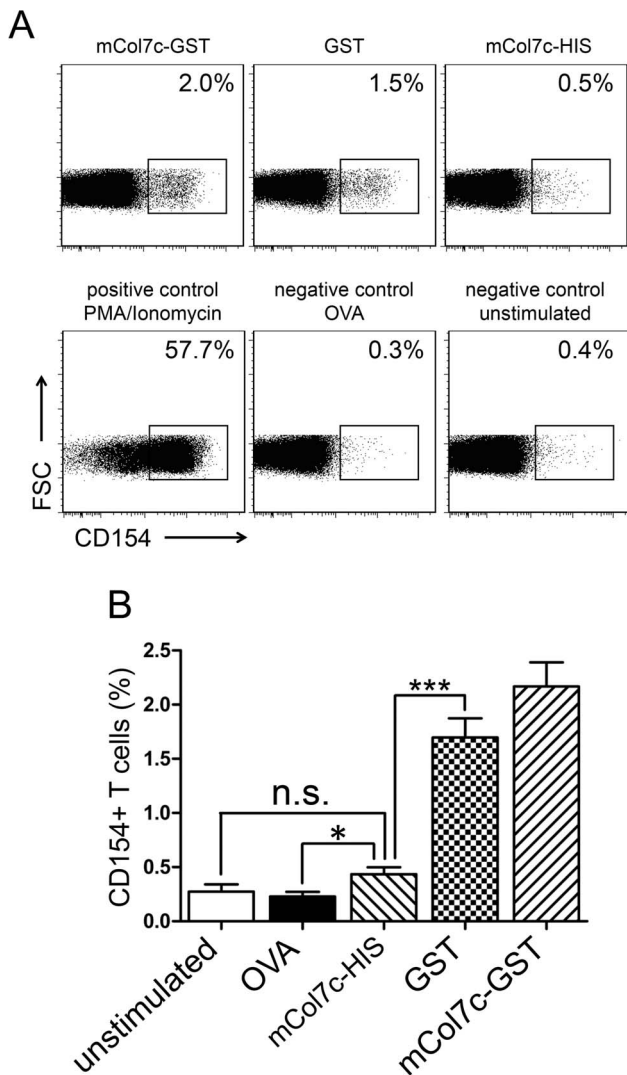 A
mCol7c-GST GST mCol7c-HIS
2.0% 1.5% 0.5%
positive control negative control negative control
PMA/Ionomycin OVA unstimulated
57.7% 0.3% 0.4%
FSC
CD154
B
CD154+ T cells (%)
2.5
2.0
1.5
1.0
0.5
0.0
***
n.s.
*
unstimulated
OVA
mCol7c-HIS
GST
mCol7c-GST